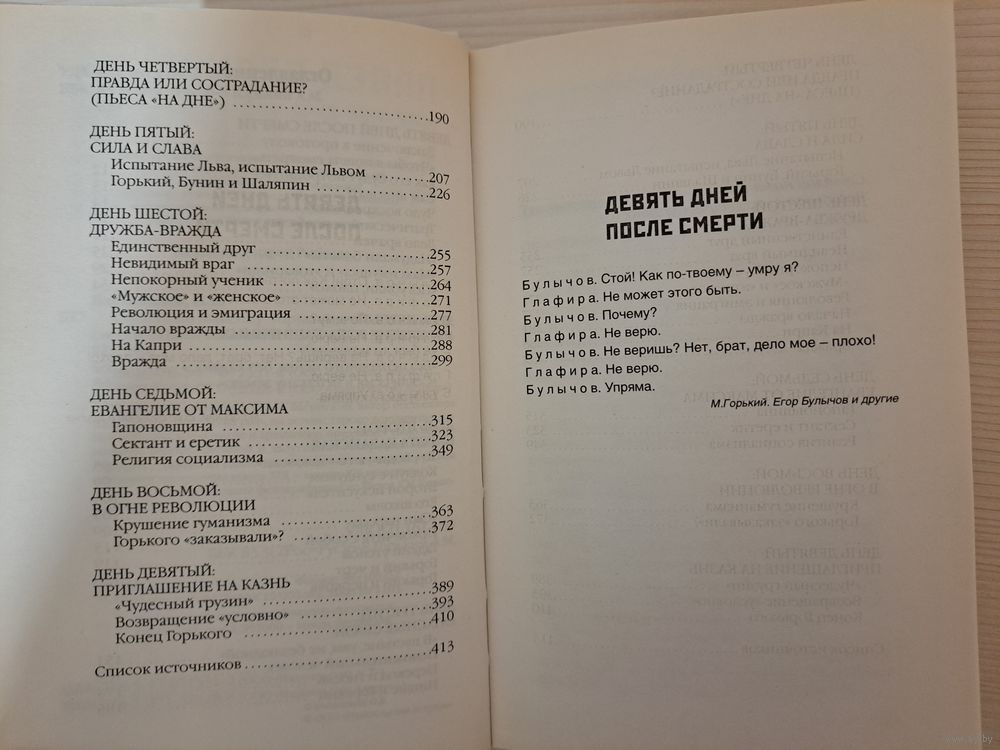 ДЕНЬ ЧЕТВЕРТЫЙ:
ПРАВДА ИЛИ СОСТРАДАНИЕ?
(ПЬЕСА «НА ДНЕ») ........................190
ДЕНЬ ПЯТЫЙ:
СИЛА И СЛАВА
Испытание Льва, испытание Львом ..........207
Горький, Бунин и Шаляпин ................226
ДЕНЬ ШЕСТОЙ:
ДРУЖБА-ВРАЖДА
Единственный друг ........................255
Невидимый враг ..........................257
Непокорный ученик ......................264
«Мужское» и «женское» ....................271
Революция и эмиграция ..................277
Начало вражды ..........................281
На Капри ................................288
Вражда ..................................299
ДЕНЬ СЕДЬМОЙ:
ЕВАНГЕЛИЕ ОТ МАКСИМА
Гапоновщина ............................315
Сектант и еретик ........................323
Религия социализма ......................349
ДЕНЬ ВОСЬМОЙ:
В ОГНЕ РЕВОЛЮЦИИ
Крушение гуманизма ....................363
Горького «заказывали»? ..................372
ДЕНЬ ДЕВЯТЫЙ:
ПРИГЛАШЕНИЕ НА КАЗНЬ
«Чудесный грузин» ......................389
Возвращение «условно» ..................393
Конец Горького ..........................410
Список источников ..........................413
ДЕВЯТЬ ДНЕЙ
ПОСЛЕ СМЕРТИ
Булычов. Стой! Как по-твоему – умру я?
Глафира. Не может этого быть.
Булычов. Почему?
Глафира. Не верю.
Булычов. Не веришь? Нет, брат, дело мое – плохо!
Глафира. Не верю.
Булычов. Упряма.
М.Горький. Егор Булычов и другие